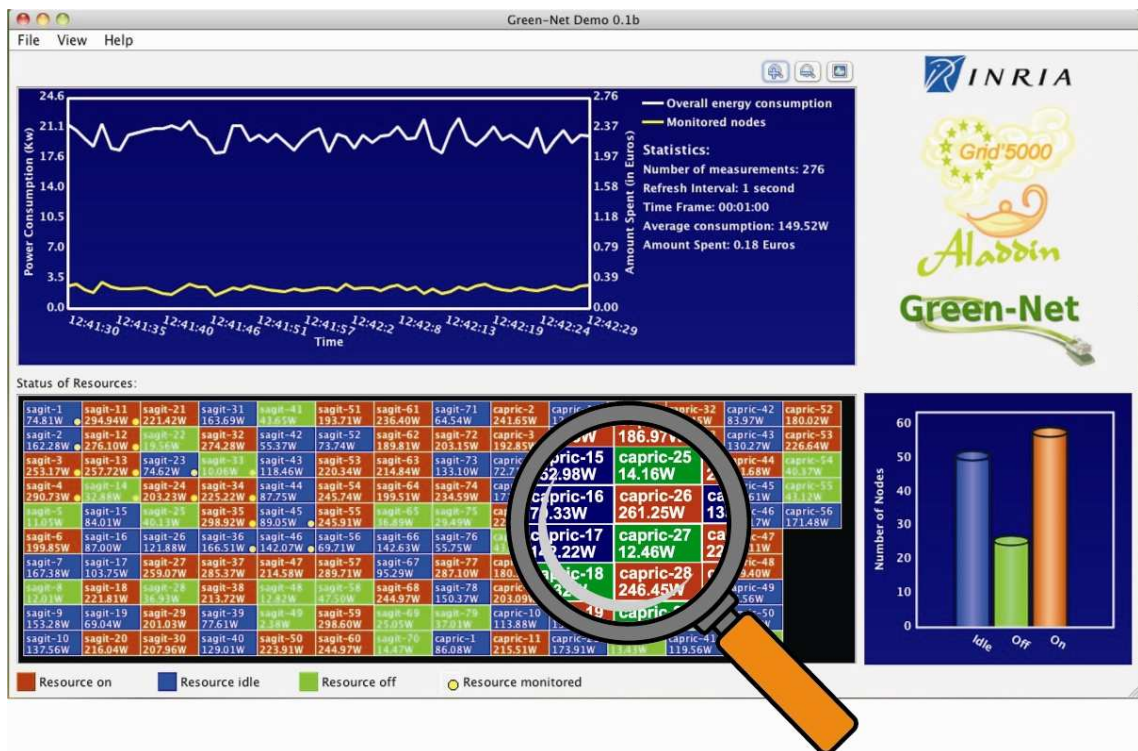 Green-Net Demo 0.1b
File View Help
INRIA
Grid'5000
Aladdin
Green-Net
24.6
21.1
17.6
14.0
10.5
7.0
3.5
0.0
Power Consumption (Kw)
2.76
2.37
1.97
1.58
1.18
0.79
0.39
0.00
Amount Spent (in Euros)
12:41:30 12:41:35 12:41:40 12:41:46 12:41:51 12:41:57 12:42:2 12:42:8 12:42:13 12:42:19 12:42:24 12:42:29
Time
Overall energy consumption
Monitored nodes
Statistics:
Number of measurements: 276
Refresh Interval: 1 second
Time Frame: 00:01:00
Average consumption: 149.52W
Amount Spent: 0.18 Euros
Status of Resources:
sagit-1 sagit-11 sagit-21 sagit-31 sagit-41 sagit-51 sagit-61 sagit-71 capric-2 capric-32 capric-42 capric-52
74.81W 294.94W 221.42W 163.69W 43.65W 193.71W 236.40W 64.54W 241.65W 83.97W 180.02W
sagit-2 sagit-12 sagit-22 sagit-32 sagit-42 sagit-52 sagit-62 sagit-72 capric-3 capric-43 capric-53
162.28W 276.10W 19.56W 274.28W 55.37W 73.74W 189.81W 203.15W 192.85W 186.97W 130.27W 226.64W
sagit-3 sagit-13 sagit-23 sagit-33 sagit-43 sagit-53 sagit-63 sagit-73 capric-15 capric-25 capric-44 capric-54
253.17W 257.72W 74.62W 10.06W 118.46W 220.34W 214.84W 133.10W 14.16W 40.37W
sagit-4 sagit-14 sagit-24 sagit-34 sagit-44 sagit-54 sagit-64 sagit-74 capric-16 capric-26 capric-55
290.73W 32.88W 203.23W 225.22W 87.75W 245.74W 199.51W 234.59W 261.25W 43.12W
sagit-5 sagit-15 sagit-25 sagit-35 sagit-45 sagit-55 sagit-65 sagit-75 capric-17 capric-27 capric-56
11.05W 84.01W 40.13W 298.92W 89.05W 245.91W 36.89W 29.49W 12.46W 171.48W
sagit-6 sagit-16 sagit-26 sagit-36 sagit-46 sagit-56 sagit-66 sagit-76 capric-28
199.85W 87.00W 121.88W 166.51W 142.07W 69.71W 142.63W 55.75W 246.45W
sagit-7 sagit-17 sagit-27 sagit-37 sagit-47 sagit-57 sagit-67 sagit-77
167.38W 103.75W 259.07W 285.37W 214.58W 289.71W 95.29W 287.10W
sagit-8 sagit-18 sagit-28 sagit-38 sagit-48 sagit-58 sagit-68 sagit-78
12.01W 221.81W 36.93W 213.72W 12.82W 47.50W 244.97W 150.37W 203.09W
sagit-9 sagit-19 sagit-29 sagit-39 sagit-49 sagit-59 sagit-69 sagit-79 capric-10
153.28W 69.04W 201.03W 77.61W 2.38W 298.60W 25.05W 37.01W 113.88W
sagit-10 sagit-20 sagit-30 sagit-40 sagit-50 sagit-60 sagit-70 capric-1 capric-11 capric-41
137.56W 216.04W 207.96W 129.01W 223.91W 244.97W 14.47W 86.08W 215.51W 173.91W 13.43W 119.56W
Resource on Resource idle Resource off Resource monitored
60
50
40
30
20
10
0
Number of Nodes
Idle Off On